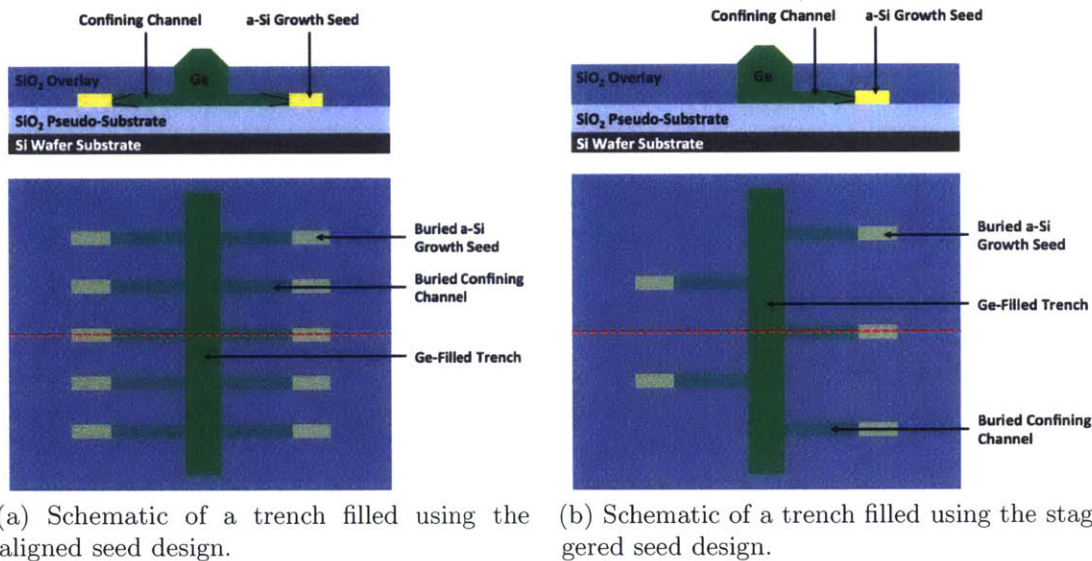 Confining Channel
a-Si Growth Seed
SiO2 Overlay
Ge
SiO2 Pseudo-Substrate
Si Wafer Substrate
Buried a-Si
Growth Seed
Buried Confining
Channel
Ge-Filled Trench
(a) Schematic of a trench filled using the
aligned seed design.
Confining Channel
a-Si Growth Seed
SiO2 Overlay
Ge
SiO2 Pseudo-Substrate
Si Wafer Substrate
Buried a-Si
Growth Seed
Ge-Filled Trench
Buried Confining
Channel
(b) Schematic of a trench filled using the stag
gered seed design.